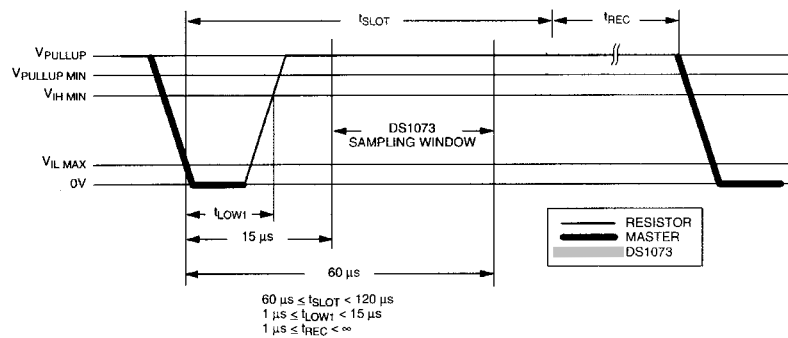 tSLOT
tREC
VPULLUP
VPULLUP MIN
VIH MIN
DS1073
SAMPLING WINDOW
VIL MAX
0V
tLOW1
15 µs
60 µs
RESISTOR
MASTER
DS1073
60 µs ≤ tSLOT < 120 µs
1 µs ≤ tLOW1 < 15 µs
1 µs ≤ tREC < ∞